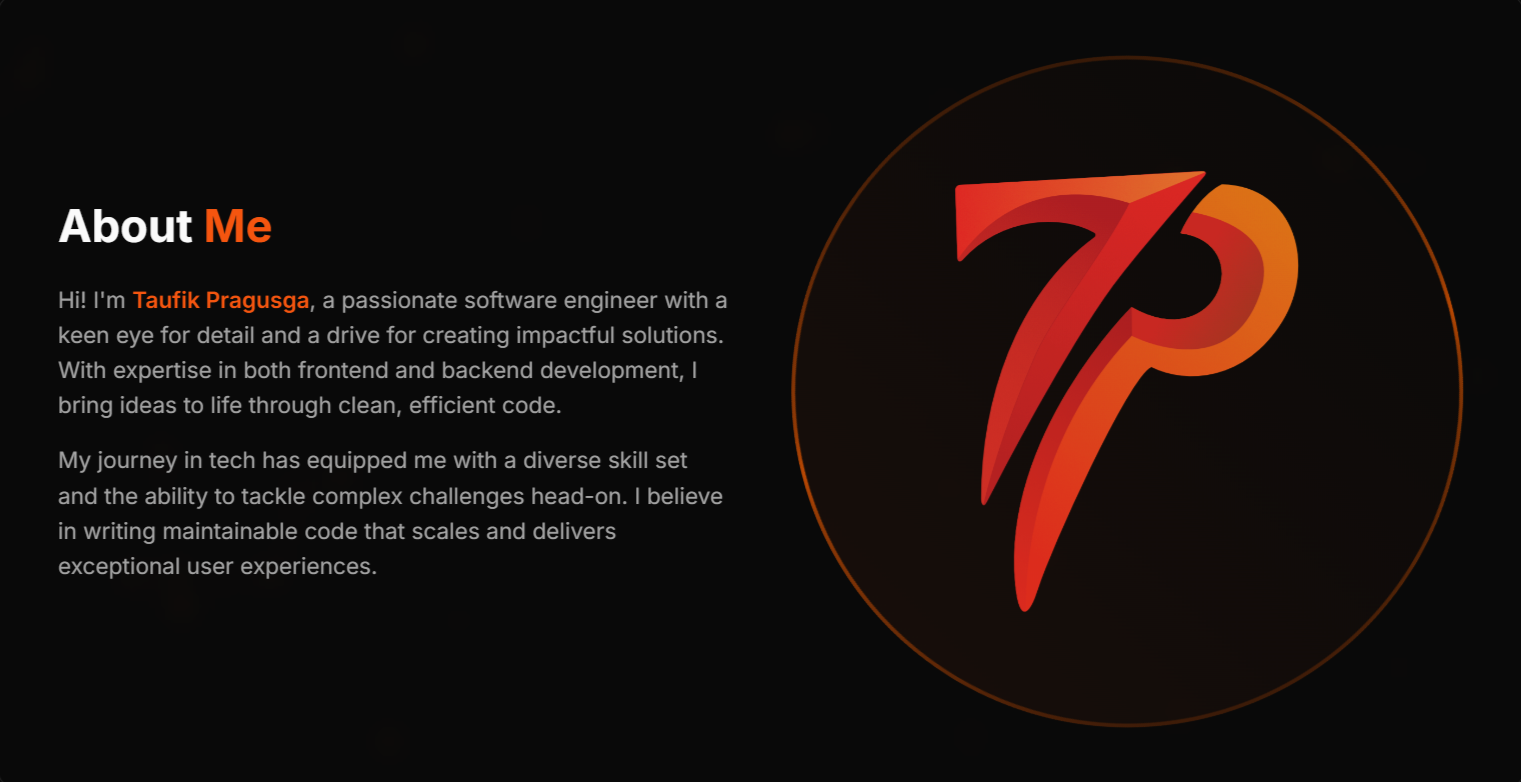 About Me
Hi! I'm Taufik Pragusga, a passionate software engineer with a
keen eye for detail and a drive for creating impactful solutions.
With expertise in both frontend and backend development, I
bring ideas to life through clean, efficient code.
My journey in tech has equipped me with a diverse skill set
and the ability to tackle complex challenges head-on. I believe
in writing maintainable code that scales and delivers
exceptional user experiences.